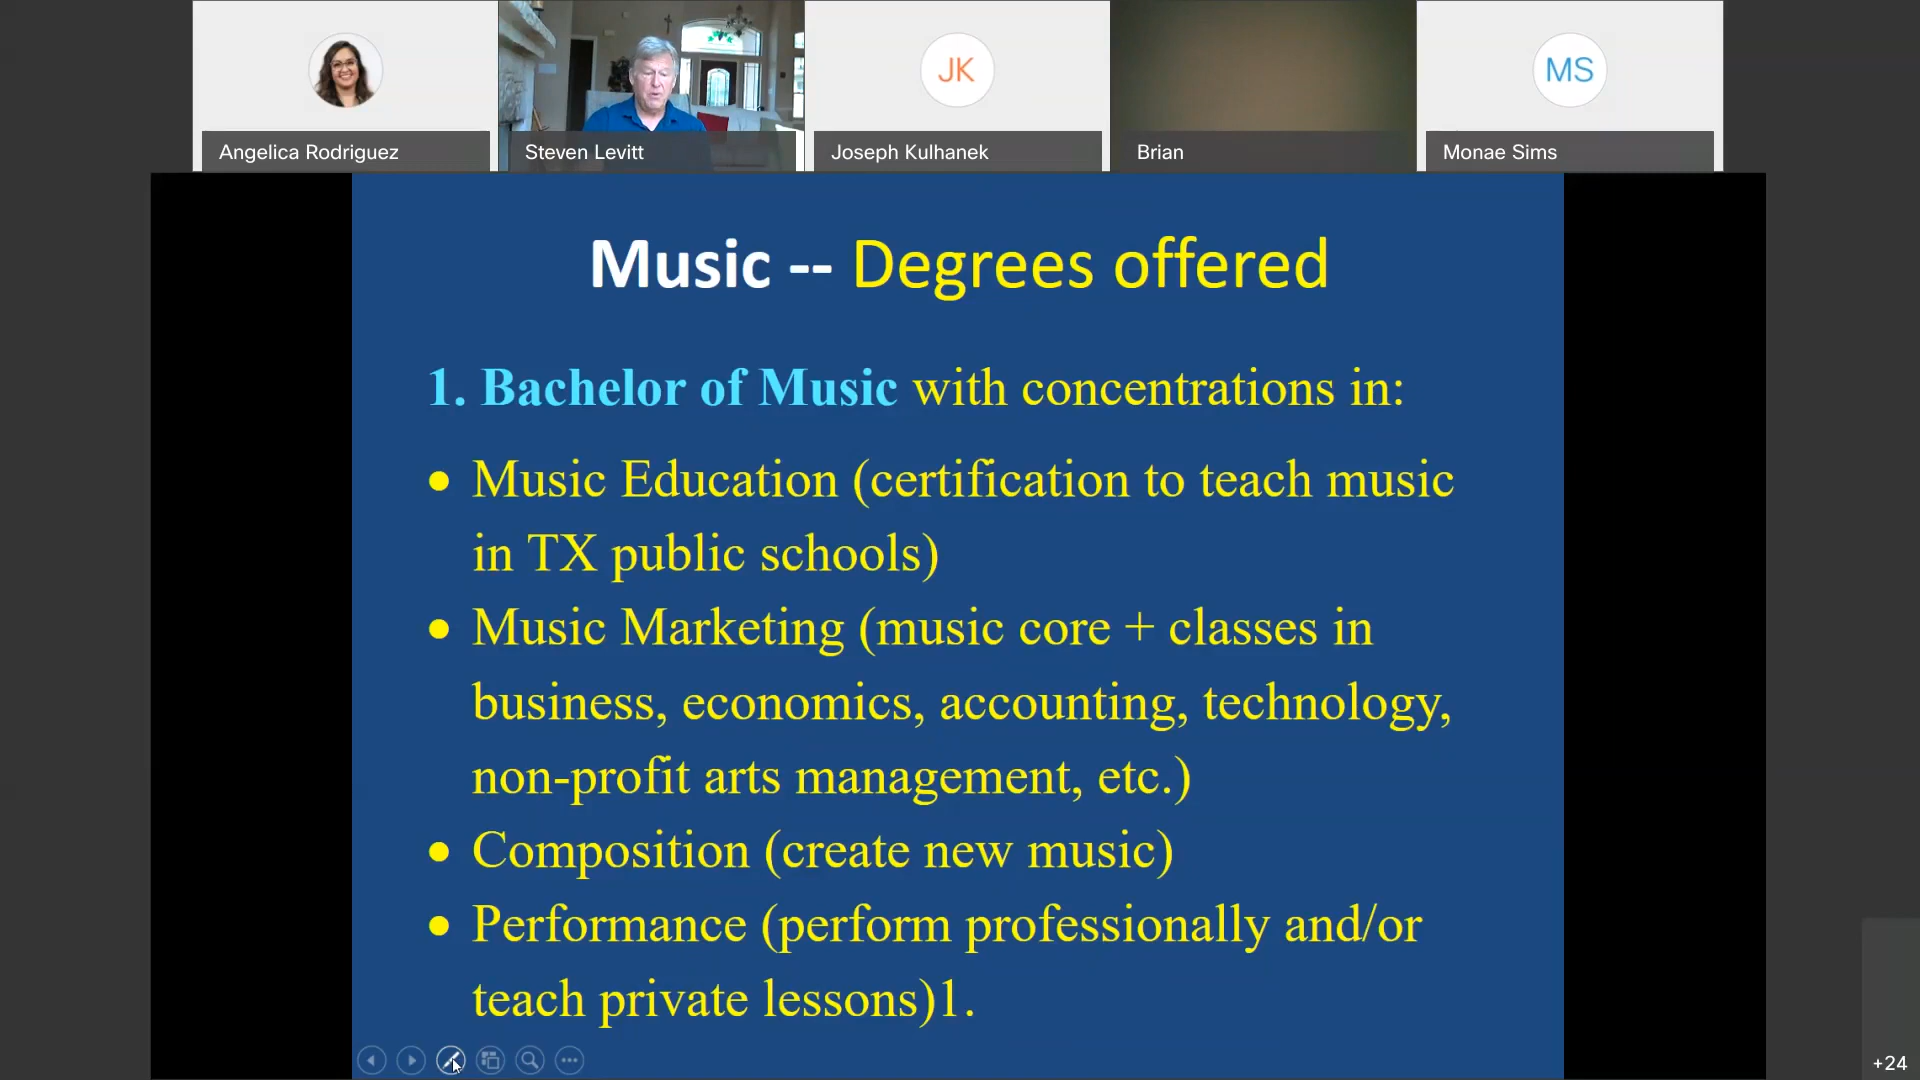 JK
MS
Angelica Rodriguez
Steven Levitt
Joseph Kulhanek
Brian
Monae Sims
Music -- Degrees offered
1. Bachelor of Music with concentrations in:
● Music Education (certification to teach music
in TX public schools)
● Music Marketing (music core + classes in
business, economics, accounting, technology,
non-profit arts management, etc.)
● Composition (create new music)
● Performance (perform professionally and/or
teach private lessons)1.
+24